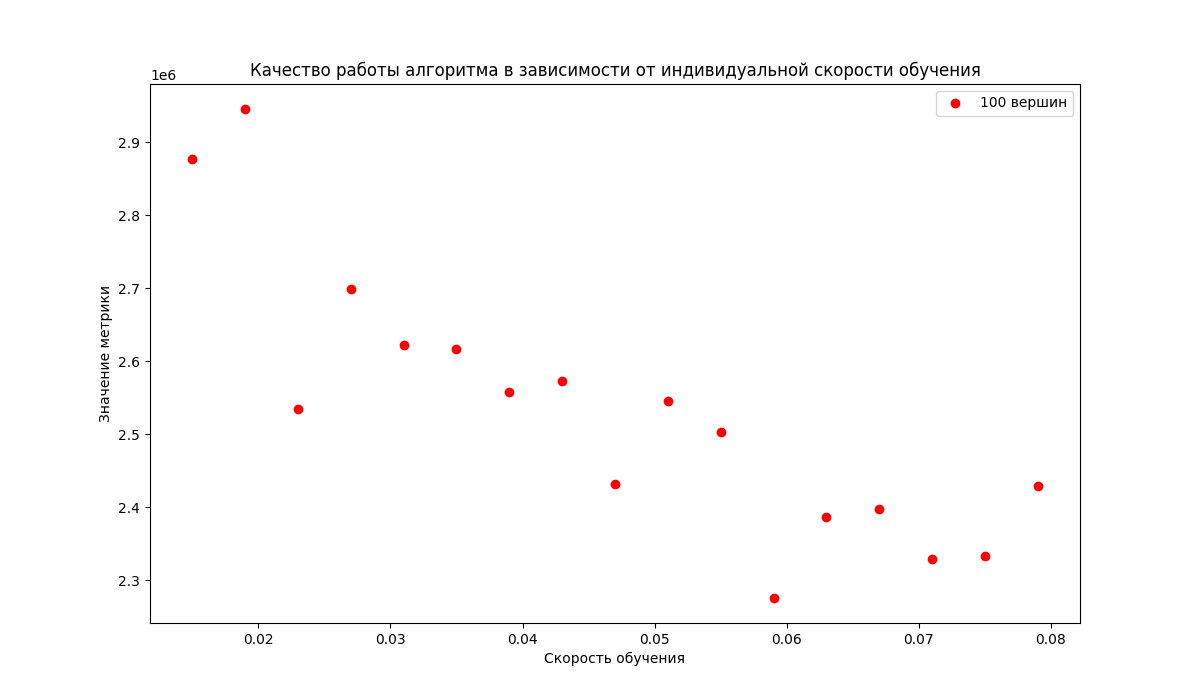 Качество работы алгоритма в зависимости от индивидуальной скорости обучения
1e6
100 вершин
2.9
2.8
2.7
2.6
2.5
2.4
2.3
Значение метрики
0.02 0.03 0.04 0.05 0.06 0.07 0.08
Скорость обучения